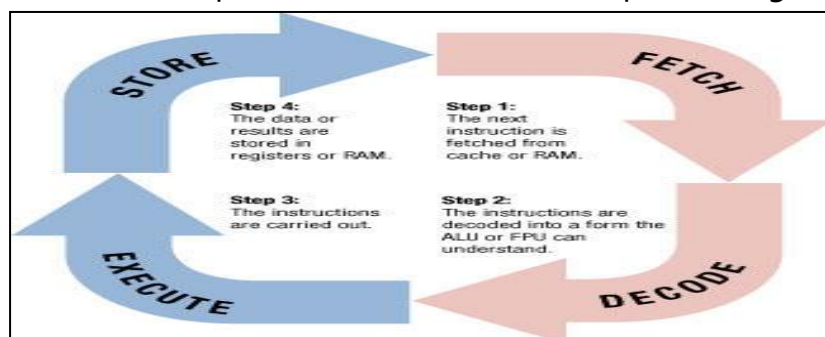 STORE
FETCH
Step 4:
The data or
results are
stored in
registers or RAM.
Step 1:
The next
instruction is
fetched from
cache or RAM.
Step 3:
The instructions
are carried out.
Step 2:
The instructions are
decoded into a form the
ALU or FPU can
understand.
EXECUTE
DECODE